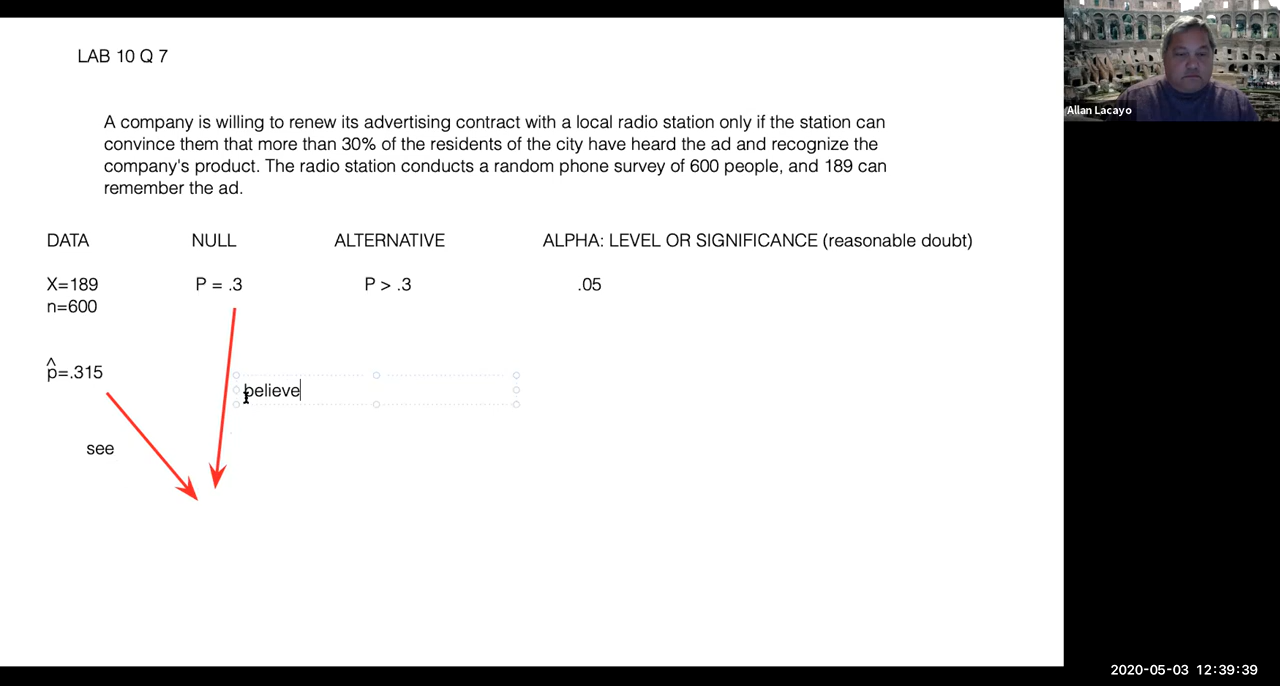 LAB 10 Q 7
Allan Lacayo
A company is willing to renew its advertising contract with a local radio station only if the station can
convince them that more than 30% of the residents of the city have heard the ad and recognize the
company's product. The radio station conducts a random phone survey of 600 people, and 189 can
remember the ad.
DATA NULL ALTERNATIVE ALPHA: LEVEL OR SIGNIFICANCE (reasonable doubt)
X=189 P = .3 P > .3 .05
n=600
^
p=.315
believe
see
2020-05-03 12:39:39